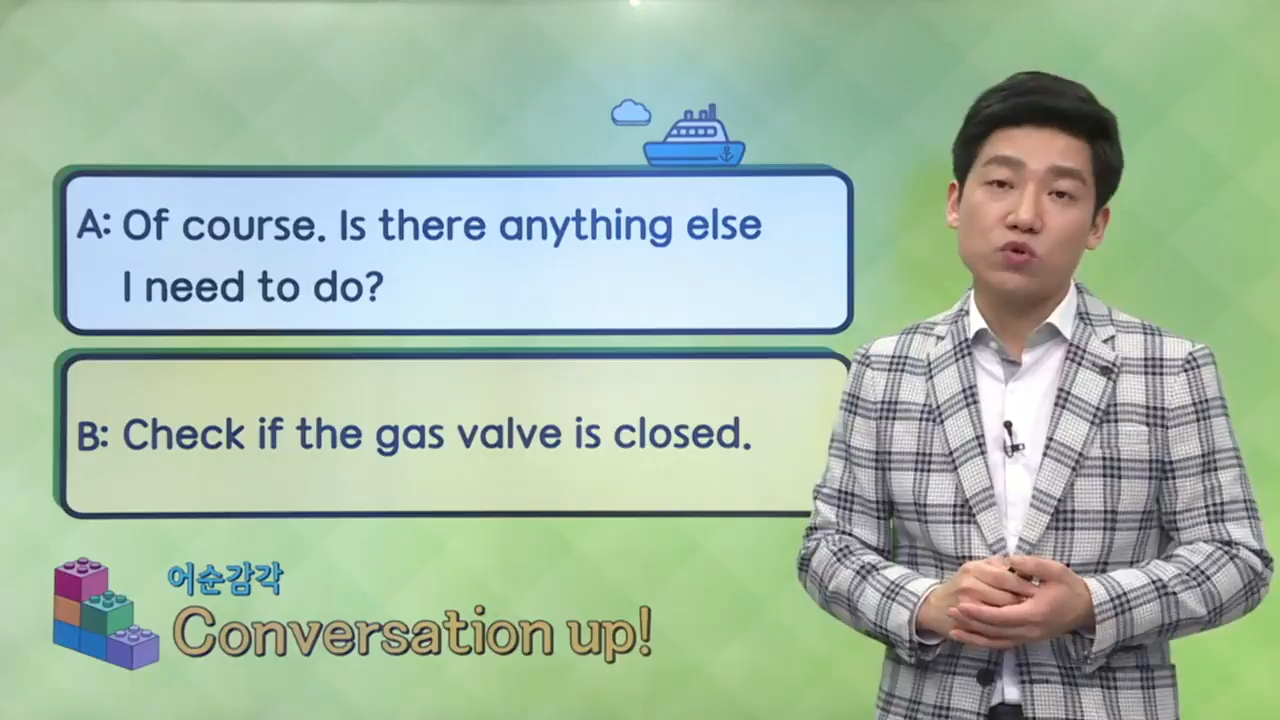 A: Of course. Is there anything else
I need to do?
B: Check if the gas valve is closed.
어순감각
Conversation up!